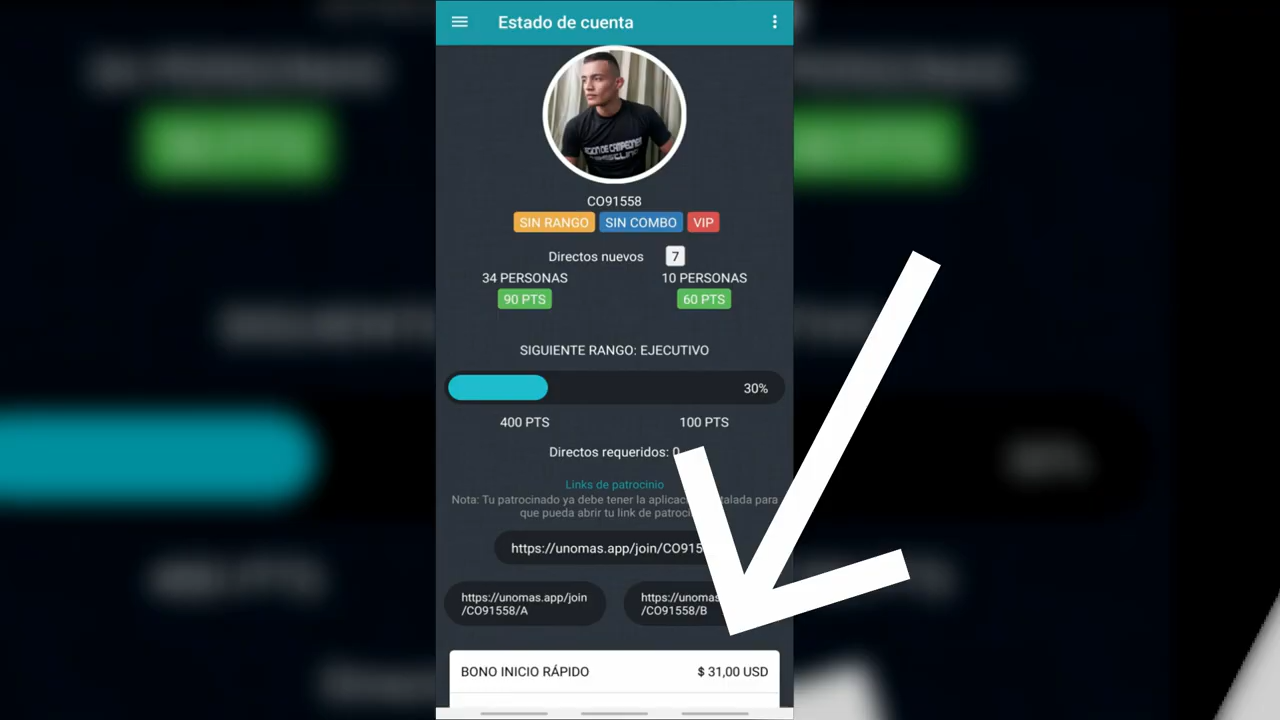 Estado de cuenta
CO91558
SIN RANGO SIN COMBO VIP
Directos nuevos 7
34 PERSONAS 10 PERSONAS
90 PTS 60 PTS
SIGUIENTE RANGO: EJECUTIVO
30%
400 PTS 100 PTS
Directos requeridos: 0
Links de patrocinio
Nota: Tu patrocinado ya debe tener la talada para
que pueda abrir tu link de
https://unomas.app/join/CO915
https://unomas.app/join
/CO91558/A
https://unomas
/CO91558/B
BONO INICIO RÁPIDO $ 31,00 USD